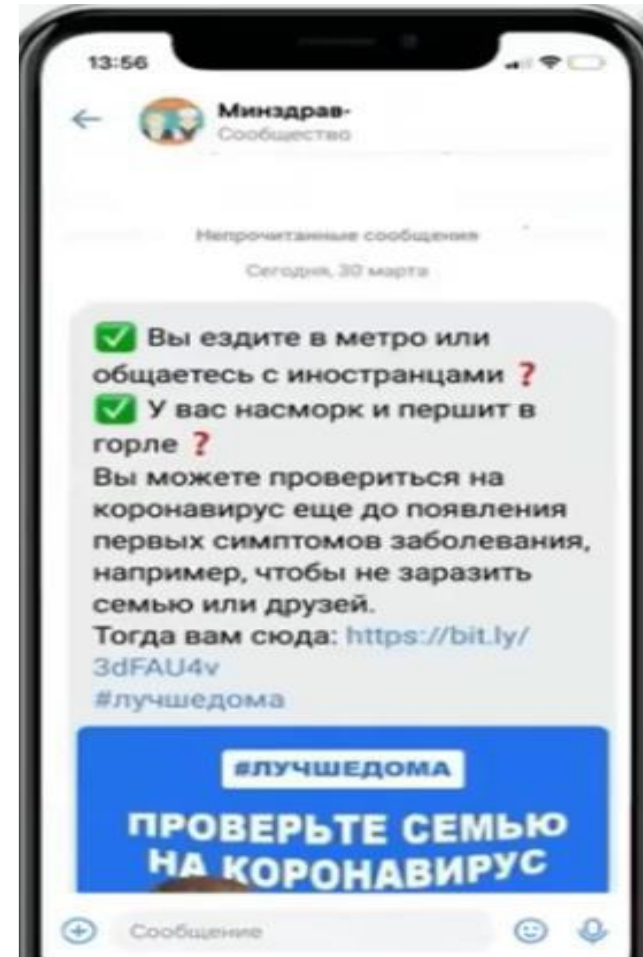 13:56
Минздрав-
Сообщество
Непрочитанные сообщения
Сегодня, 30 марта
✅ Вы ездите в метро или
общаетесь с иностранцами ❓
✅ У вас насморк и першит в
горле ❓
Вы можете провериться на
коронавирус еще до появления
первых симптомов заболевания,
например, чтобы не заразить
семью или друзей.
Тогда вам сюда: https://bit.ly/
3dFAU4v
#лучшедома
#ЛУЧШЕДОМА
ПРОВЕРЬТЕ СЕМЬЮ
НА КОРОНАВИРУС
Сообщение